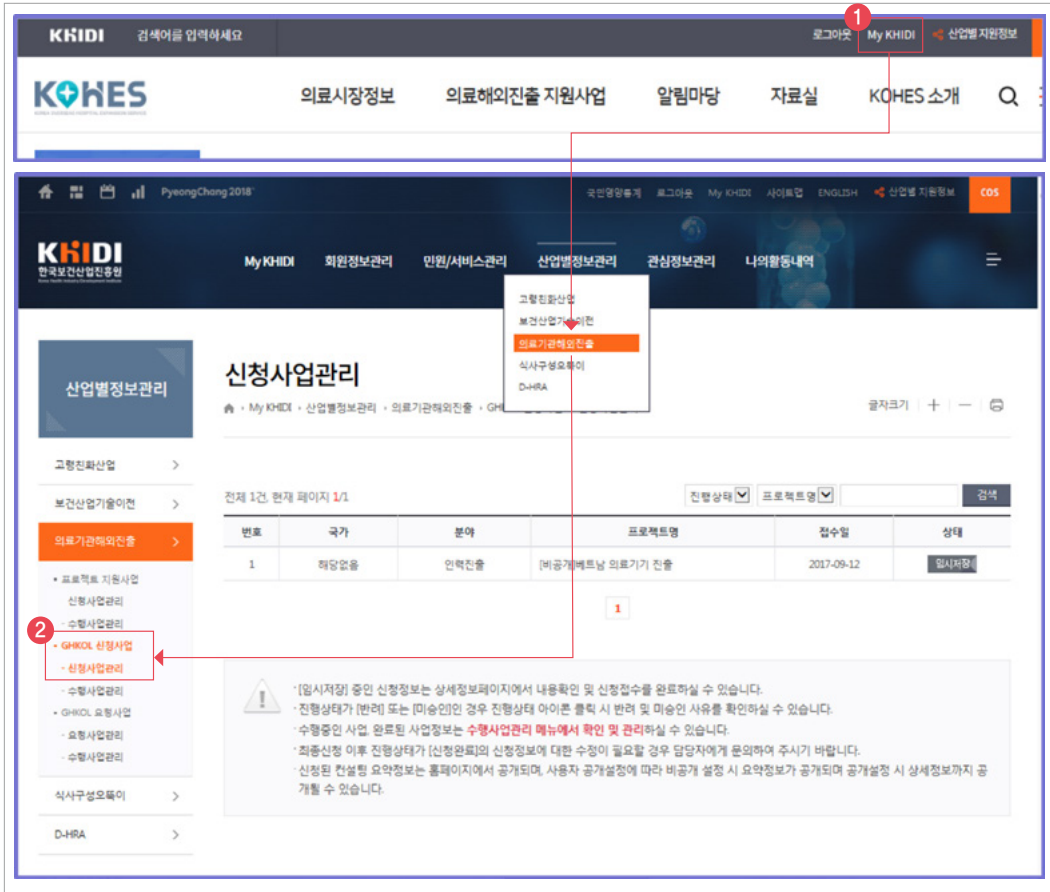 1
KHIDI 검색어를 입력하세요 로그아웃 My KHIDI 산업별 지원정보
KOHES 의료시장정보 의료해외진출 지원사업 알림마당 자료실 KOHES 소개
KOREA OVERSEAS HOSPITAL EXPANSION SERVICE
PyeongChang 2018 국민영양통계 로그아웃 My KHIDI 사이트맵 ENGLISH 산업별 지원정보 COS
KHIDI
한국보건산업진흥원
Korea Health Industry Development Institute
My KHIDI 회원정보관리 민원/서비스관리 산업별정보관리 관심정보관리 나의활동내역
고령친화산업
보건산업기술이전
의료기관해외진출
식사구성오뚝이
D-HRA
산업별정보관리
신청사업관리
My KHIDI › 산업별정보관리 › 의료기관해외진출 ›
글자크기 + −
고령친화산업
보건산업기술이전
의료기관해외진출
• 프로젝트 지원사업
신청사업관리
- 수행사업관리
2
• GHKOL 신청사업
- 신청사업관리
- 수행사업관리
• GHKOL 요청사업
- 요청사업관리
- 수행사업관리
식사구성오뚝이
D-HRA
전체 1건, 현재 페이지 1/1 진행상태 프로젝트명 검색
번호 국가 분야 프로젝트명 접수일 상태
1 해당없음 인력진출 [비공개]베트남 의료기기 진출 2017-09-12 임시저장
1
· [임시저장] 중인 신청정보는 상세정보페이지에서 내용확인 및 신청접수를 완료하실 수 있습니다.
· 진행상태가 [반려] 또는 [미승인]인 경우 진행상태 아이콘 클릭 시 반려 및 미승인 사유를 확인하실 수 있습니다.
· 수행중인 사업, 완료된 사업정보는 수행사업관리 메뉴에서 확인 및 관리하실 수 있습니다.
· 최종신청 이후 진행상태가 [신청완료]의 신청정보에 대한 수정이 필요할 경우 담당자에게 문의하여 주시기 바랍니다.
· 신청된 컨설팅 요약정보는 홈페이지에서 공개되며, 사용자 공개설정에 따라 비공개 설정 시 요약정보가 공개되며 공개설정 시 상세정보까지 공
개될 수 있습니다.